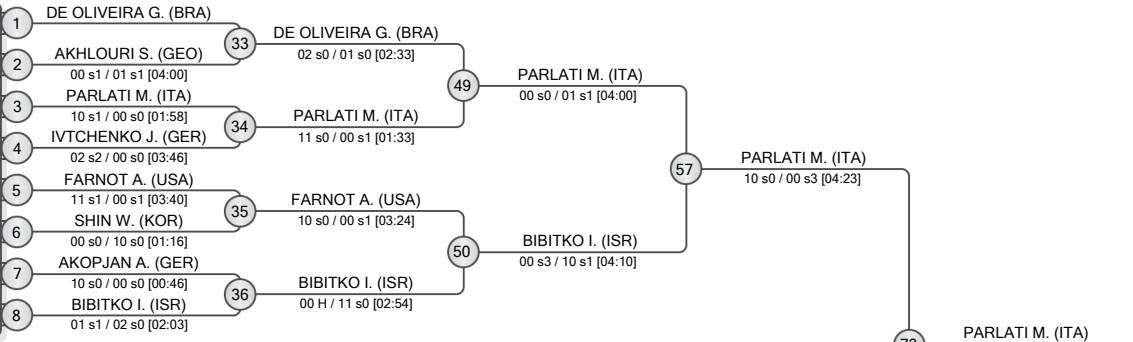 1 DE OLIVEIRA G. (BRA)
33 DE OLIVEIRA G. (BRA)
02 s0 / 01 s0 [02:33]
2 AKHLOURI S. (GEO)
00 s1 / 01 s1 [04:00]
49 PARLATI M. (ITA)
00 s0 / 01 s1 [04:00]
3 PARLATI M. (ITA)
10 s1 / 00 s0 [01:58]
34 PARLATI M. (ITA)
11 s0 / 00 s1 [01:33]
4 IVTCHENKO J. (GER)
02 s2 / 00 s0 [03:46]
57 PARLATI M. (ITA)
10 s0 / 00 s3 [04:23]
5 FARNOT A. (USA)
11 s1 / 00 s1 [03:40]
35 FARNOT A. (USA)
10 s0 / 00 s1 [03:24]
6 SHIN W. (KOR)
00 s0 / 10 s0 [01:16]
50 BIBITKO I. (ISR)
00 s3 / 10 s1 [04:10]
7 AKOPJAN A. (GER)
10 s0 / 00 s0 [00:46]
36 BIBITKO I. (ISR)
00 H / 11 s0 [02:54]
8 BIBITKO I. (ISR)
01 s1 / 02 s0 [02:03]
PARLATI M. (ITA)